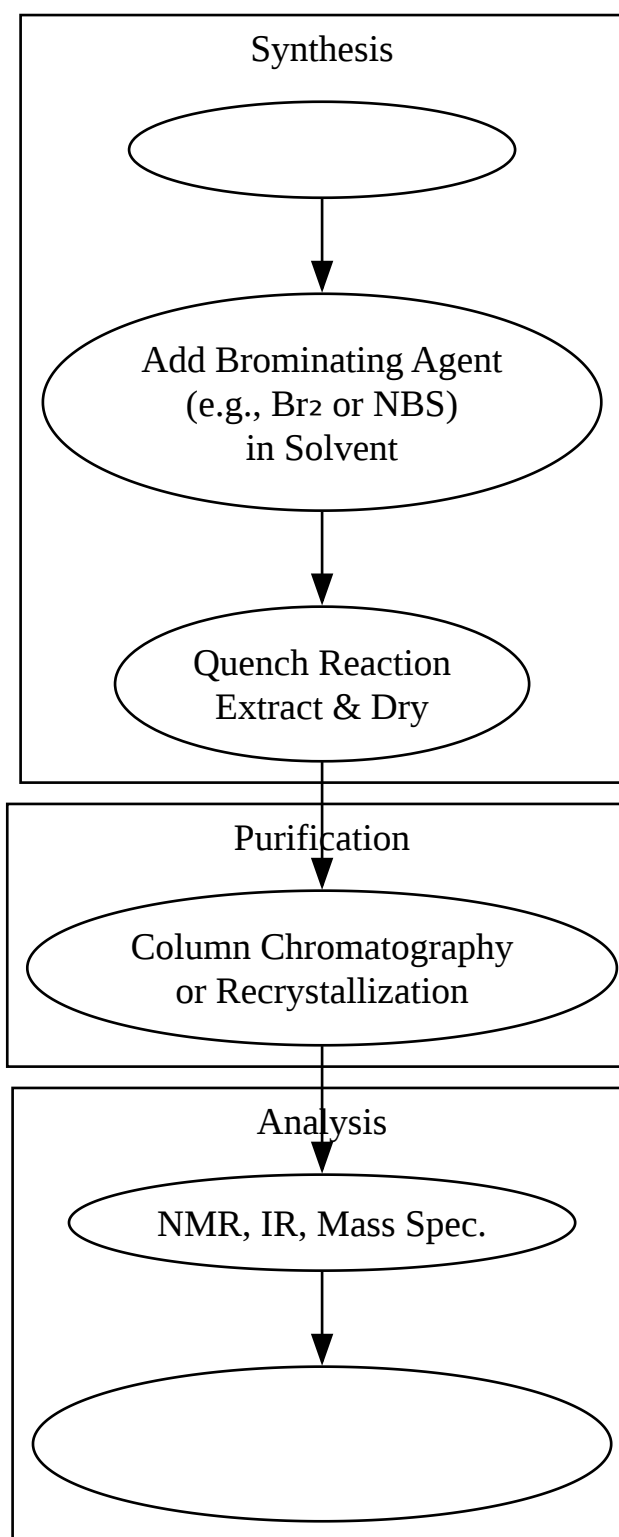 Synthesis
Add Brominating Agent
(e.g., Br₂ or NBS)
in Solvent
Quench Reaction
Extract & Dry
Purification
Column Chromatography
or Recrystallization
Analysis
NMR, IR, Mass Spec.